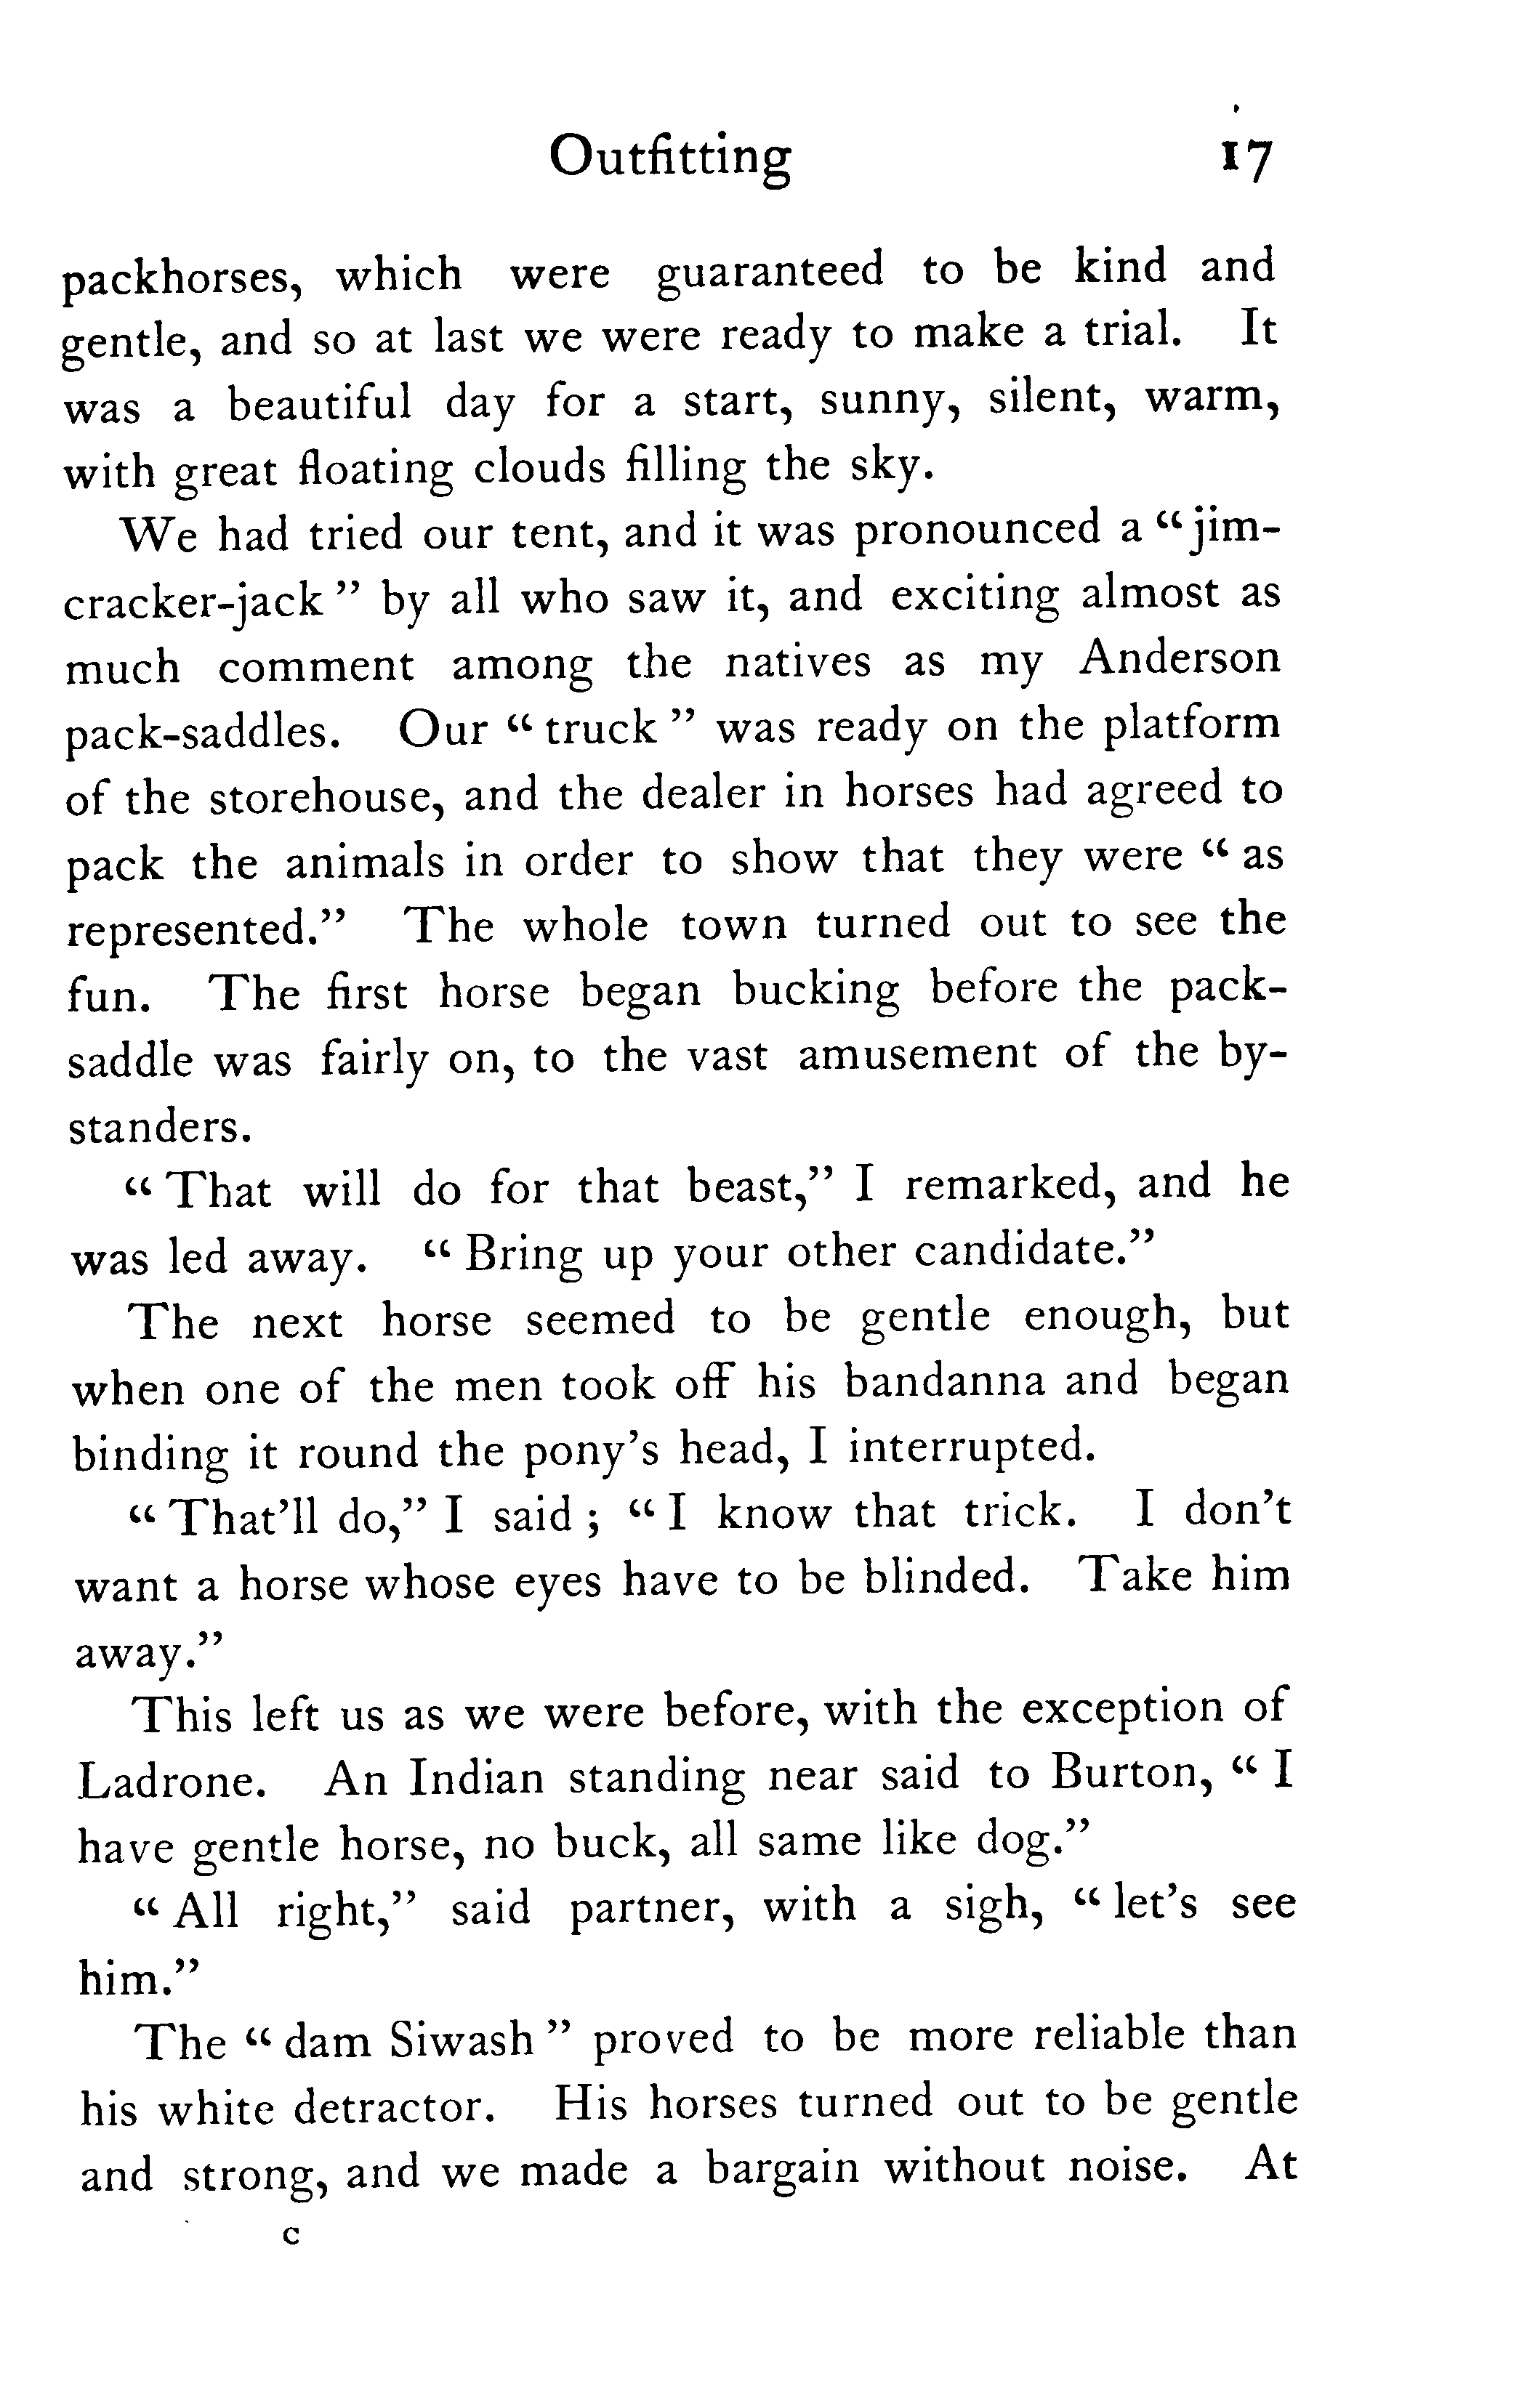 Outfitting 17
packhorses, which were guaranteed to be kind and
gentle, and so at last we were ready to make a trial. It
was a beautiful day for a start, sunny, silent, warm,
with great floating clouds filling the sky.
We had tried our tent, and it was pronounced a “jim-
cracker-jack” by all who saw it, and exciting almost as
much comment among the natives as my Anderson
pack-saddles. Our “truck” was ready on the platform
of the storehouse, and the dealer in horses had agreed to
pack the animals in order to show that they were “as
represented.” The whole town turned out to see the
fun. The first horse began bucking before the pack-
saddle was fairly on, to the vast amusement of the by-
standers.
“That will do for that beast,” I remarked, and he
was led away. “Bring up your other candidate.”
The next horse seemed to be gentle enough, but
when one of the men took off his bandanna and began
binding it round the pony’s head, I interrupted.
“That’ll do,” I said; “I know that trick. I don’t
want a horse whose eyes have to be blinded. Take him
away.”
This left us as we were before, with the exception of
Ladrone. An Indian standing near said to Burton, “I
have gentle horse, no buck, all same like dog.”
“All right,” said partner, with a sigh, “let’s see
him.”
The “dam Siwash” proved to be more reliable than
his white detractor. His horses turned out to be gentle
and strong, and we made a bargain without noise. At
c